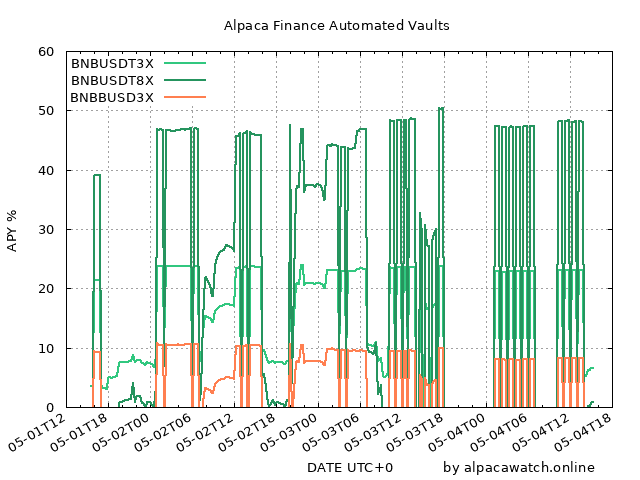 Alpaca Finance Automated Vaults
60
50
40
30
20
10
0
APY %
BNBUSDT3X
BNBUSDT8X
BNBBUSD3X
05-01T12
05-01T18
05-02T00
05-02T06
05-02T12
05-02T18
05-03T00
05-03T06
05-03T12
05-03T18
05-04T00
05-04T06
05-04T12
05-04T18
DATE UTC+0
by alpacawatch.online